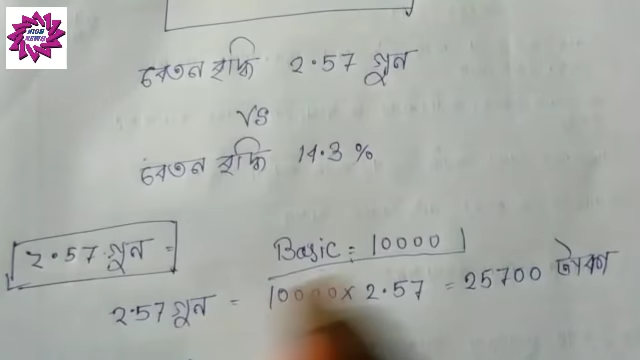 বেতন বৃদ্ধি 2.57 গুন
VS
বেতন বৃদ্ধি 14.3 %
2.57 গুন =
Basic : 10000
2.57 গুন = 10000 x 2.57 = 25700 টাকা